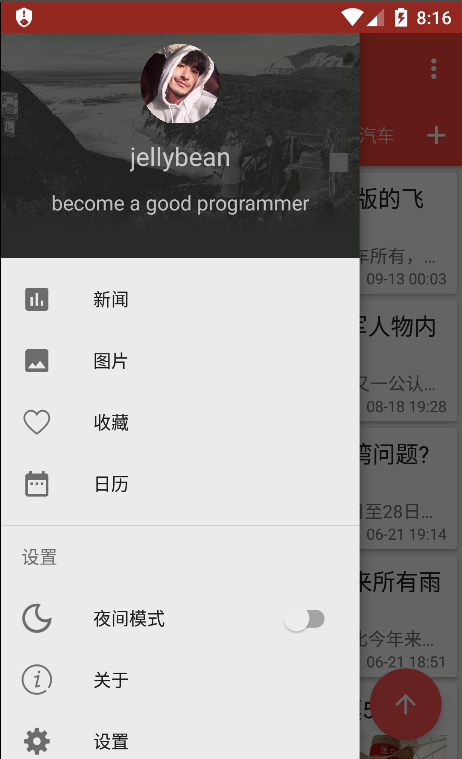 8:16
jellybean
become a good programmer
汽车
新闻
图片
收藏
日历
设置
夜间模式
关于
设置
版的飞
车所有，...
09-13 00:03
军人物内
又一公认...
08-18 19:28
湾问题?
至28日...
06-21 19:14
来所有雨
比今年来...
06-21 18:51